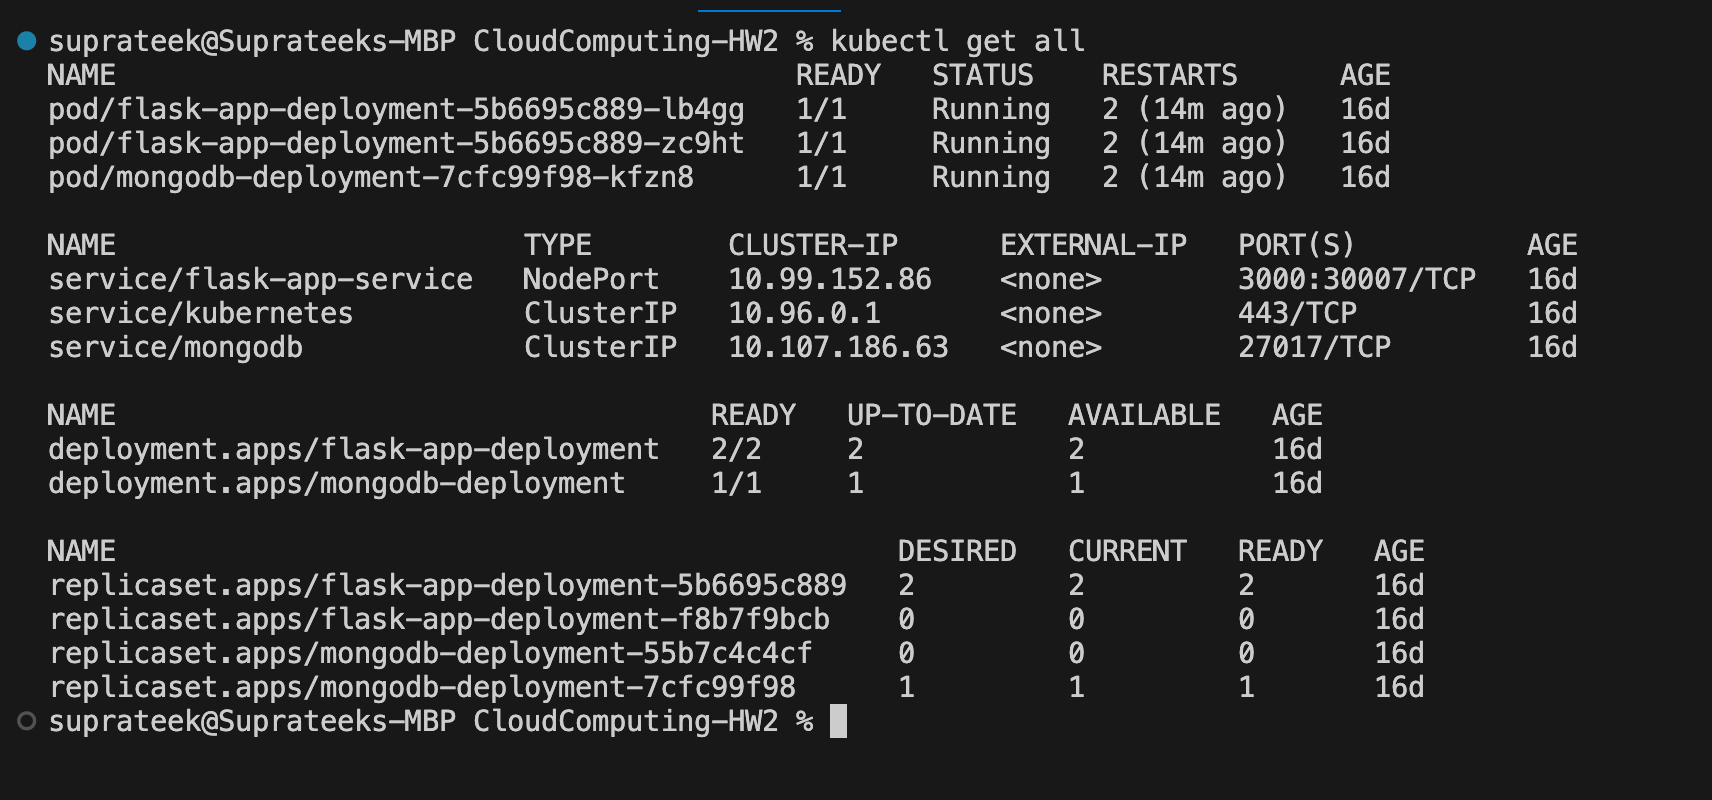 suprateek@Suprateeks-MBP CloudComputing-HW2 % kubectl get all
NAME READY STATUS RESTARTS AGE
pod/flask-app-deployment-5b6695c889-lb4gg 1/1 Running 2 (14m ago) 16d
pod/flask-app-deployment-5b6695c889-zc9ht 1/1 Running 2 (14m ago) 16d
pod/mongodb-deployment-7cfc99f98-kfzn8 1/1 Running 2 (14m ago) 16d
NAME TYPE CLUSTER-IP EXTERNAL-IP PORT(S) AGE
service/flask-app-service NodePort 10.99.152.86 <none> 3000:30007/TCP 16d
service/kubernetes ClusterIP 10.96.0.1 <none> 443/TCP 16d
service/mongodb ClusterIP 10.107.186.63 <none> 27017/TCP 16d
NAME READY UP-TO-DATE AVAILABLE AGE
deployment.apps/flask-app-deployment 2/2 2 2 16d
deployment.apps/mongodb-deployment 1/1 1 1 16d
NAME DESIRED CURRENT READY AGE
replicaset.apps/flask-app-deployment-5b6695c889 2 2 2 16d
replicaset.apps/flask-app-deployment-f8b7f9bcb 0 0 0 16d
replicaset.apps/mongodb-deployment-55b7c4c4cf 0 0 0 16d
replicaset.apps/mongodb-deployment-7cfc99f98 1 1 1 16d
suprateek@Suprateeks-MBP CloudComputing-HW2 %